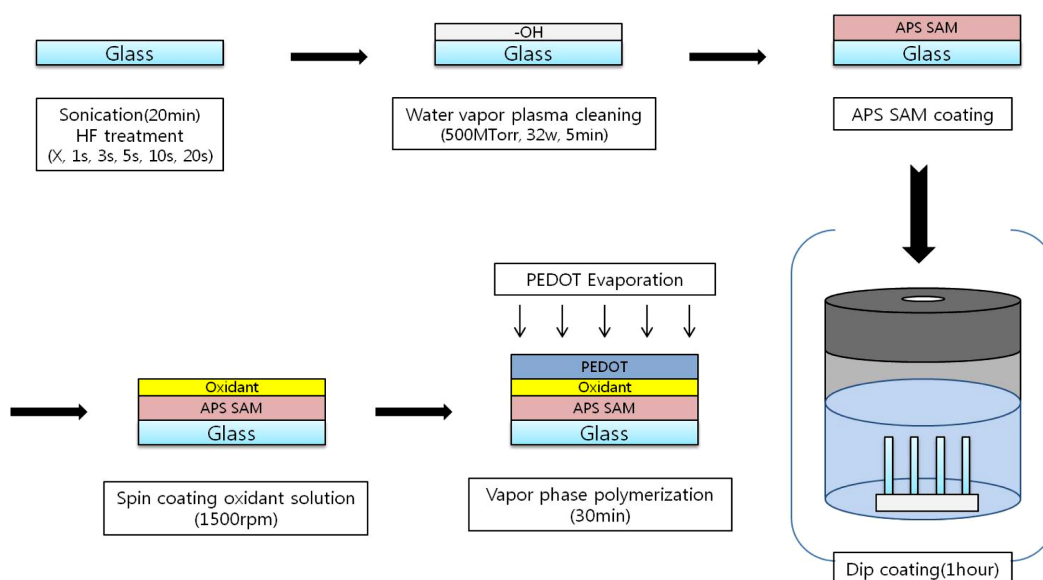 Glass
Sonication(20min)
HF treatment
(X, 1s, 3s, 5s, 10s, 20s)
-OH
Glass
Water vapor plasma cleaning
(500MTorr, 32w, 5min)
APS SAM
Glass
APS SAM coating
Dip coating(1hour)
Oxidant
APS SAM
Glass
Spin coating oxidant solution
(1500rpm)
PEDOT Evaporation
PEDOT
Oxidant
APS SAM
Glass
Vapor phase polymerization
(30min)